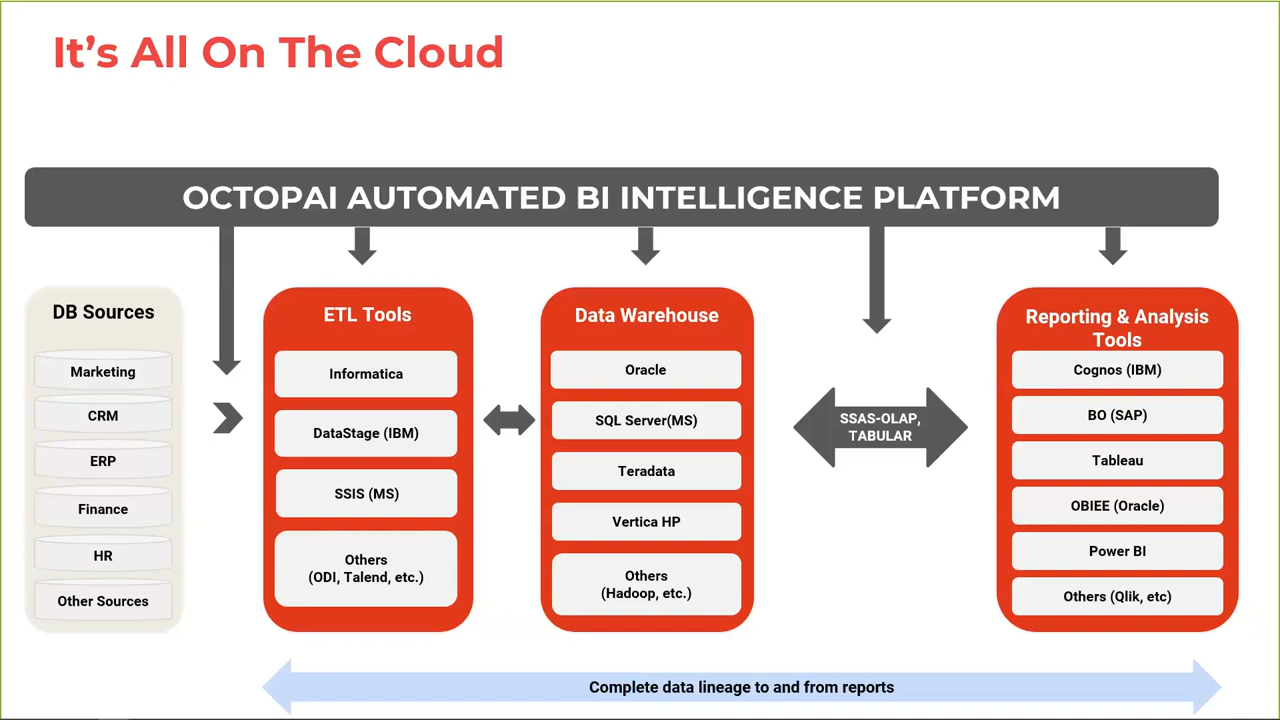 It’s All On The Cloud
OCTOPAI AUTOMATED BI INTELLIGENCE PLATFORM
DB Sources
Marketing
CRM
ERP
Finance
HR
Other Sources
ETL Tools
Informatica
DataStage (IBM)
SSIS (MS)
Others
(ODI, Talend, etc.)
Data Warehouse
Oracle
SQL Server(MS)
Teradata
Vertica HP
Others
(Hadoop, etc.)
SSAS-OLAP,
TABULAR
Reporting & Analysis
Tools
Cognos (IBM)
BO (SAP)
Tableau
OBIEE (Oracle)
Power BI
Others (Qlik, etc)
Complete data lineage to and from reports